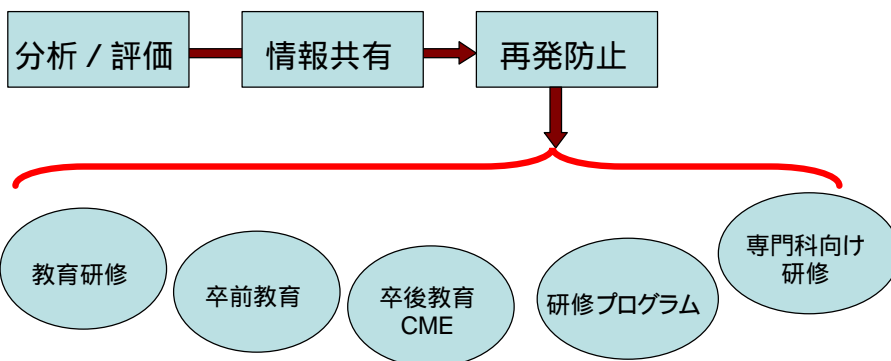 分析 / 評価
情報共有
再発防止
教育研修
卒前教育
卒後教育
CME
研修プログラム
専門科向け
研修